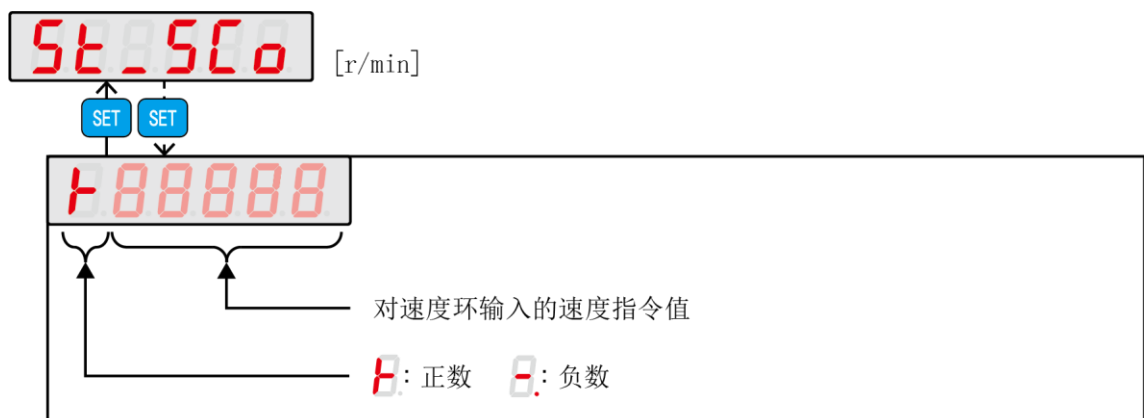 St_SCo [r/min]
SET SET
⊦88888
对速度环输入的速度指令值
⊦: 正数 -.: 负数